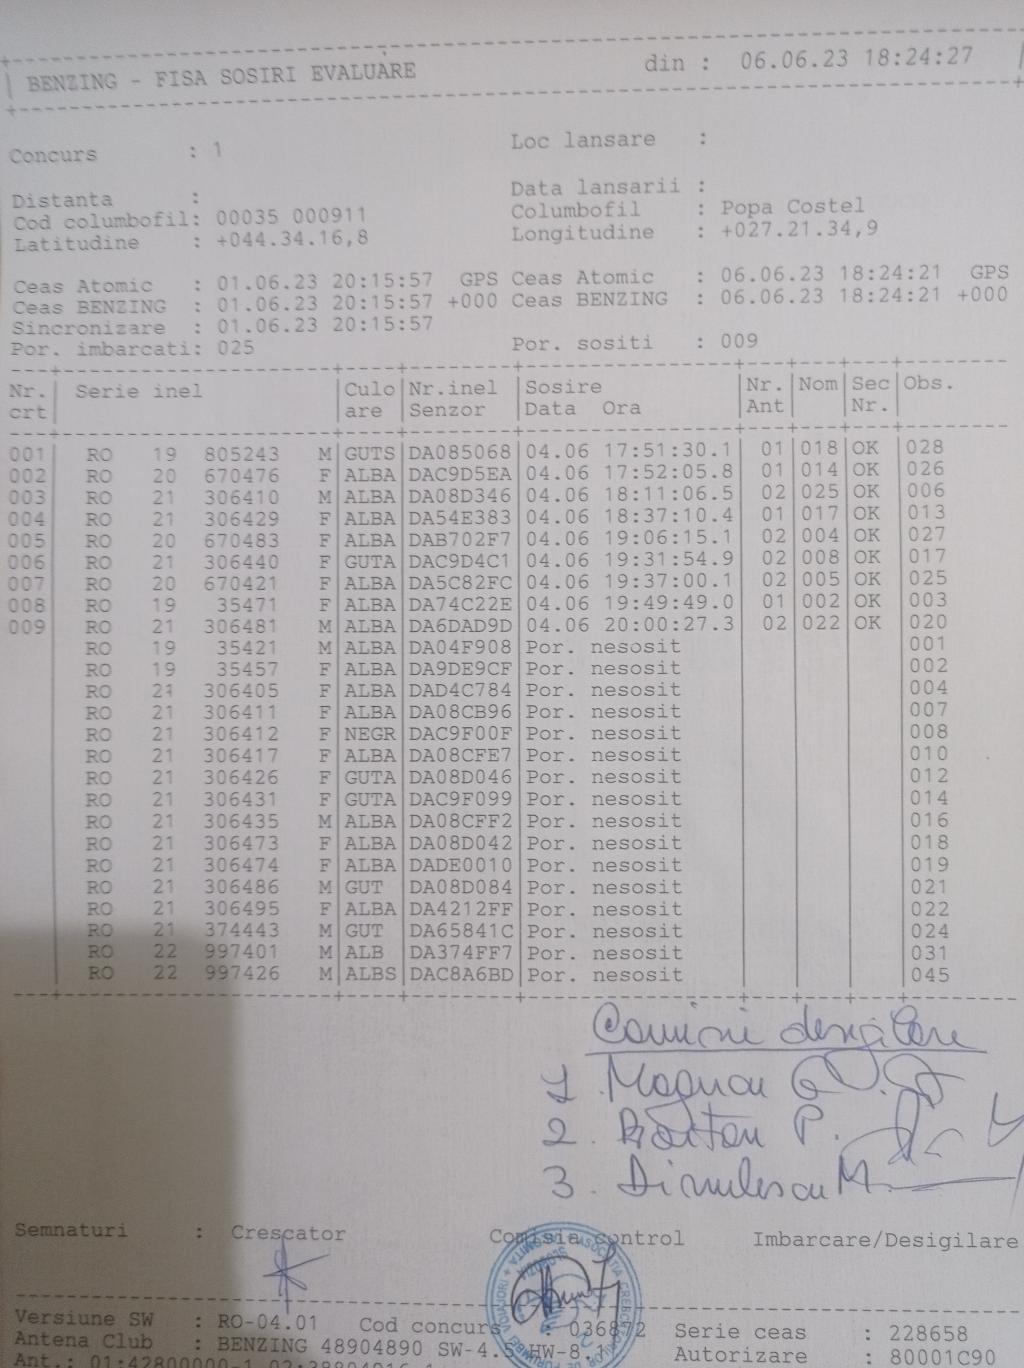 BENZING - FISA SOSIRI EVALUARE din : 06.06.23 18:24:27
Concurs : 1 Loc lansare :
Distanta : Data lansarii :
Cod columbofil: 00035 000911 Columbofil : Popa Costel
Latitudine : +044.34.16,8 Longitudine : +027.21.34,9
Ceas Atomic : 01.06.23 20:15:57 GPS Ceas Atomic : 06.06.23 18:24:21 GPS
Ceas BENZING : 01.06.23 20:15:57 +000 Ceas BENZING : 06.06.23 18:24:21 +000
Sincronizare : 01.06.23 20:15:57
Por. imbarcati: 025 Por. sositi : 009
Nr. Serie inel Culo Nr.inel Sosire Nr. Nom Sec Obs.
crt are Senzor Data Ora Ant Nr.
001 RO 19 805243 M GUTS DA085068 04.06 17:51:30.1 01 018 OK 028
002 RO 20 670476 F ALBA DAC9D5EA 04.06 17:52:05.8 01 014 OK 026
003 RO 21 306410 M ALBA DA08D346 04.06 18:11:06.5 02 025 OK 006
004 RO 21 306429 F ALBA DA54E383 04.06 18:37:10.4 01 017 OK 013
005 RO 20 670483 F ALBA DAB702F7 04.06 19:06:15.1 02 004 OK 027
006 RO 21 306440 F GUTA DAC9D4C1 04.06 19:31:54.9 02 008 OK 017
007 RO 20 670421 F ALBA DA5C82FC 04.06 19:37:00.1 02 005 OK 025
008 RO 19 35471 F ALBA DA74C22E 04.06 19:49:49.0 01 002 OK 003
009 RO 21 306481 M ALBA DA6DAD9D 04.06 20:00:27.3 02 022 OK 020
RO 19 35421 M ALBA DA04F908 Por. nesosit 001
RO 19 35457 F ALBA DA9DE9CF Por. nesosit 002
RO 21 306405 F ALBA DAD4C784 Por. nesosit 004
RO 21 306411 F ALBA DA08CB96 Por. nesosit 007
RO 21 306412 F NEGR DAC9F00F Por. nesosit 008
RO 21 306417 F ALBA DA08CFE7 Por. nesosit 010
RO 21 306426 F GUTA DA08D046 Por. nesosit 012
RO 21 306431 F GUTA DAC9F099 Por. nesosit 014
RO 21 306435 M ALBA DA08CFF2 Por. nesosit 016
RO 21 306473 F ALBA DA08D042 Por. nesosit 018
RO 21 306474 F ALBA DADE0010 Por. nesosit 019
RO 21 306486 M GUT DA08D084 Por. nesosit 021
RO 21 306495 F ALBA DA4212FF Por. nesosit 022
RO 21 374443 M GUT DA65841C Por. nesosit 024
RO 22 997401 M ALB DA374FF7 Por. nesosit 031
RO 22 997426 M ALBS DAC8A6BD Por. nesosit 045
desigilare
1.
2. P.
3. Dinulescu M.
Semnaturi : Crescator Comisia control Imbarcare/Desigilare
Versiune SW : RO-04.01 Cod concurs : Serie ceas : 228658
Antena Club : BENZING 48904890 SW-4.5 HW-8.1 Autorizare : 80001C90
Ant.: